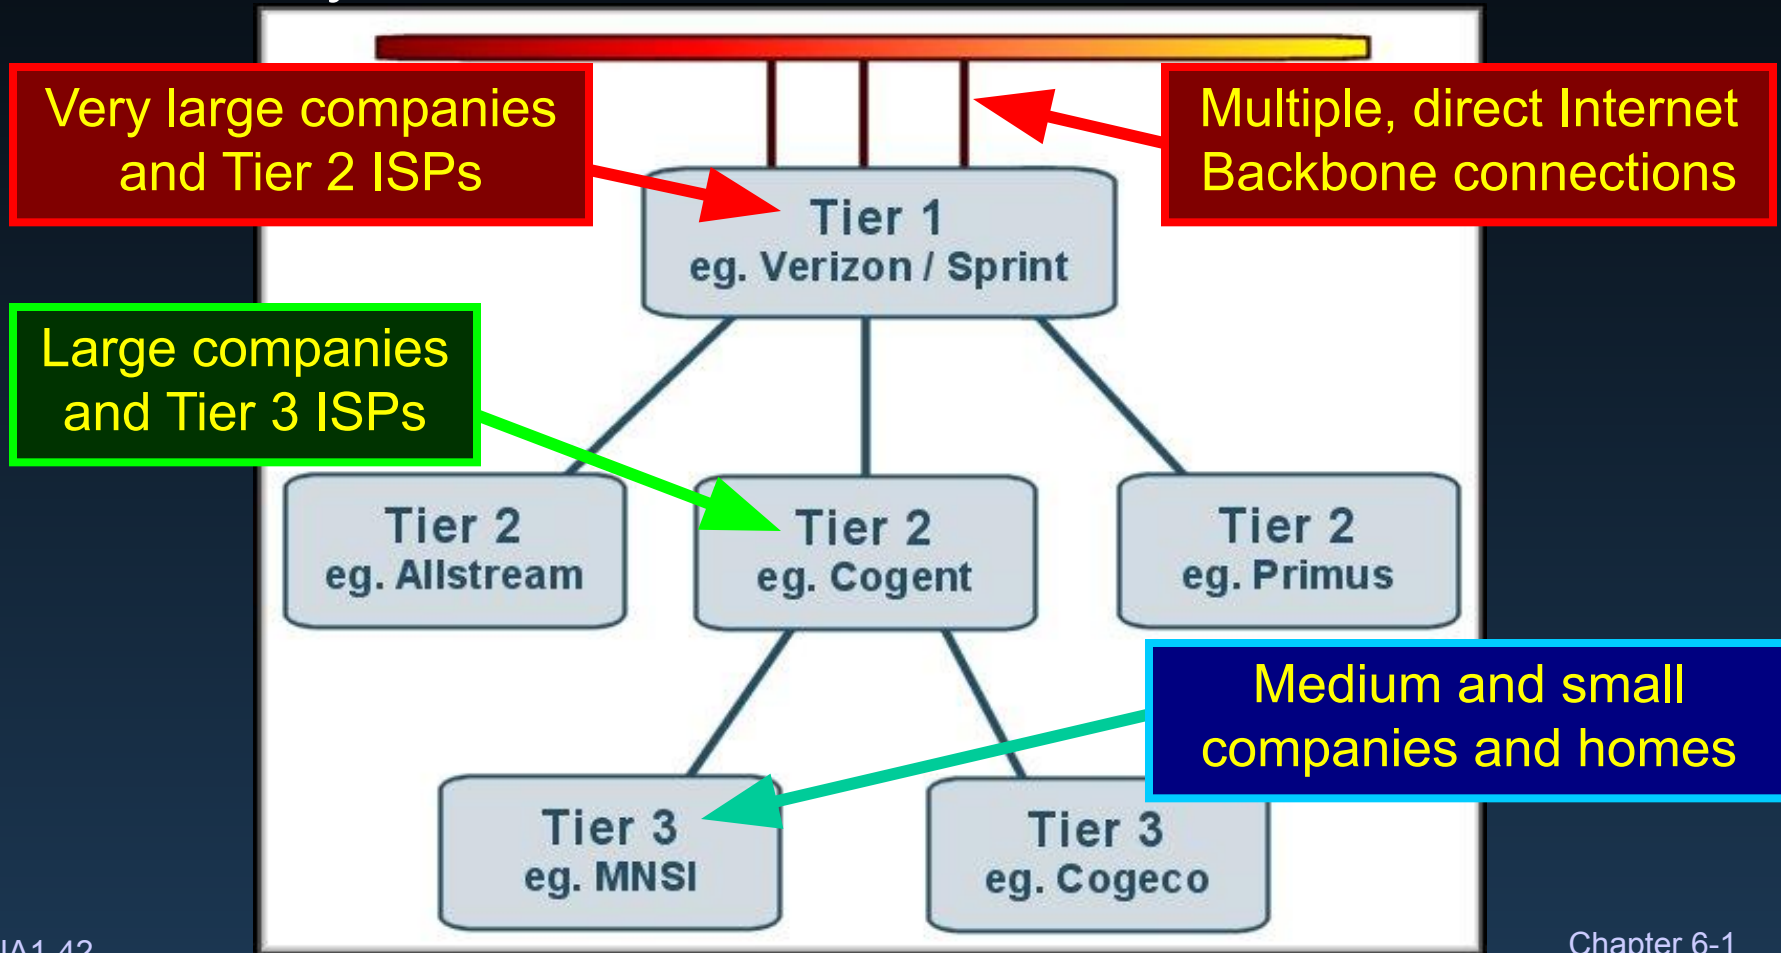 Very large companies
and Tier 2 ISPs
Multiple, direct Internet
Backbone connections
Tier 1
eg. Verizon / Sprint
Large companies
and Tier 3 ISPs
Tier 2
eg. Allstream
Tier 2
eg. Cogent
Tier 2
eg. Primus
Medium and small
companies and homes
Tier 3
eg. MNSI
Tier 3
eg. Cogeco
Chapter 6-1